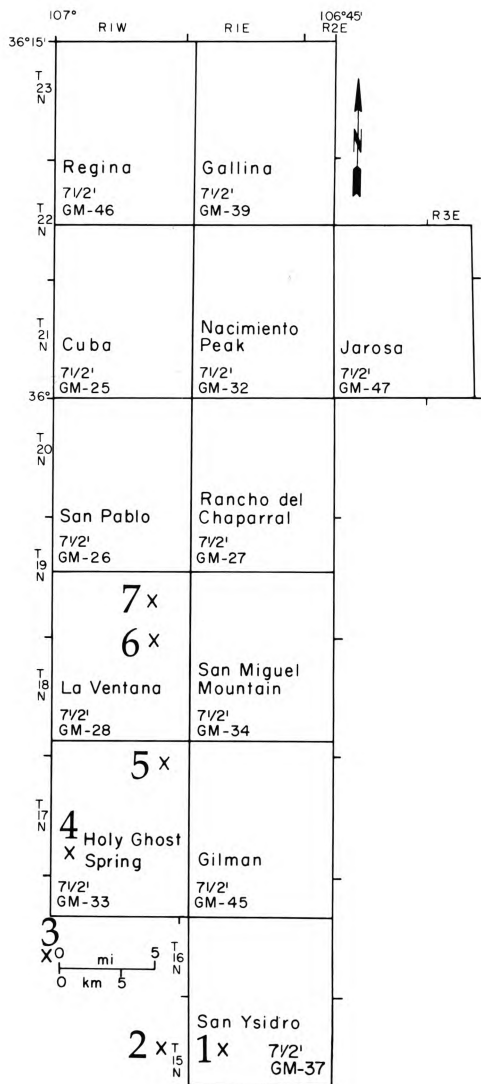 107° 106°45'
R1W R1E R2E
36°15'
T
23
N
Regina Gallina
7 1/2' 7 1/2'
GM-46 GM-39
T
22
N
R3E
T
21
N
Cuba Nacimiento
Peak Jarosa
7 1/2' 7 1/2' 7 1/2'
GM-25 GM-32 GM-47
36°
N
T
20
N
San Pablo Rancho del
Chaparral
7 1/2' 7 1/2'
GM-26 GM-27
T
19
N
7 x
6 x
T
18
N
La Ventana San Miguel
Mountain
7 1/2' 7 1/2'
GM-28 GM-34
5 x
T
17
N
4 x Holy Ghost
Spring Gilman
7 1/2' 7 1/2'
GM-33 GM-45
3 x
0 mi 5
0 km 5
T
16
N
San Ysidro
2 x T
15
N
1 x 7 1/2'
GM-37